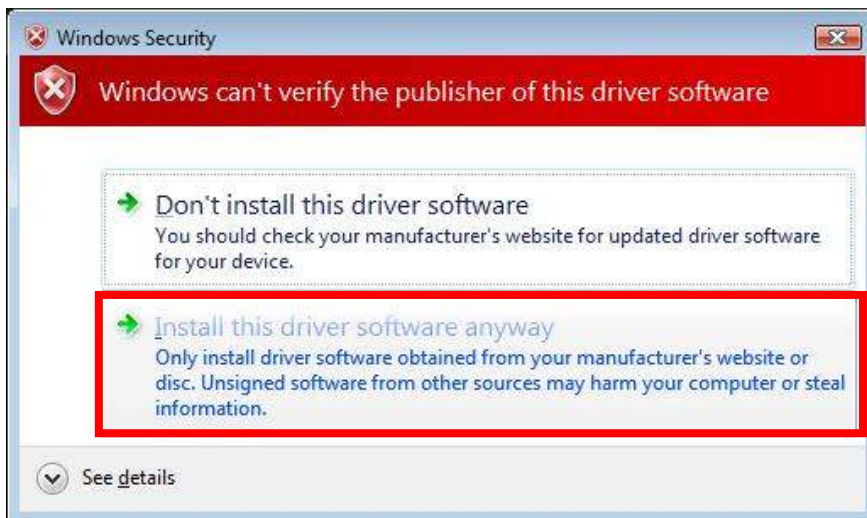 Windows Security
Windows can't verify the publisher of this driver software
Don't install this driver software
You should check your manufacturer's website for updated driver software
for your device.
Install this driver software anyway
Only install driver software obtained from your manufacturer's website or
disc. Unsigned software from other sources may harm your computer or steal
information.
See details